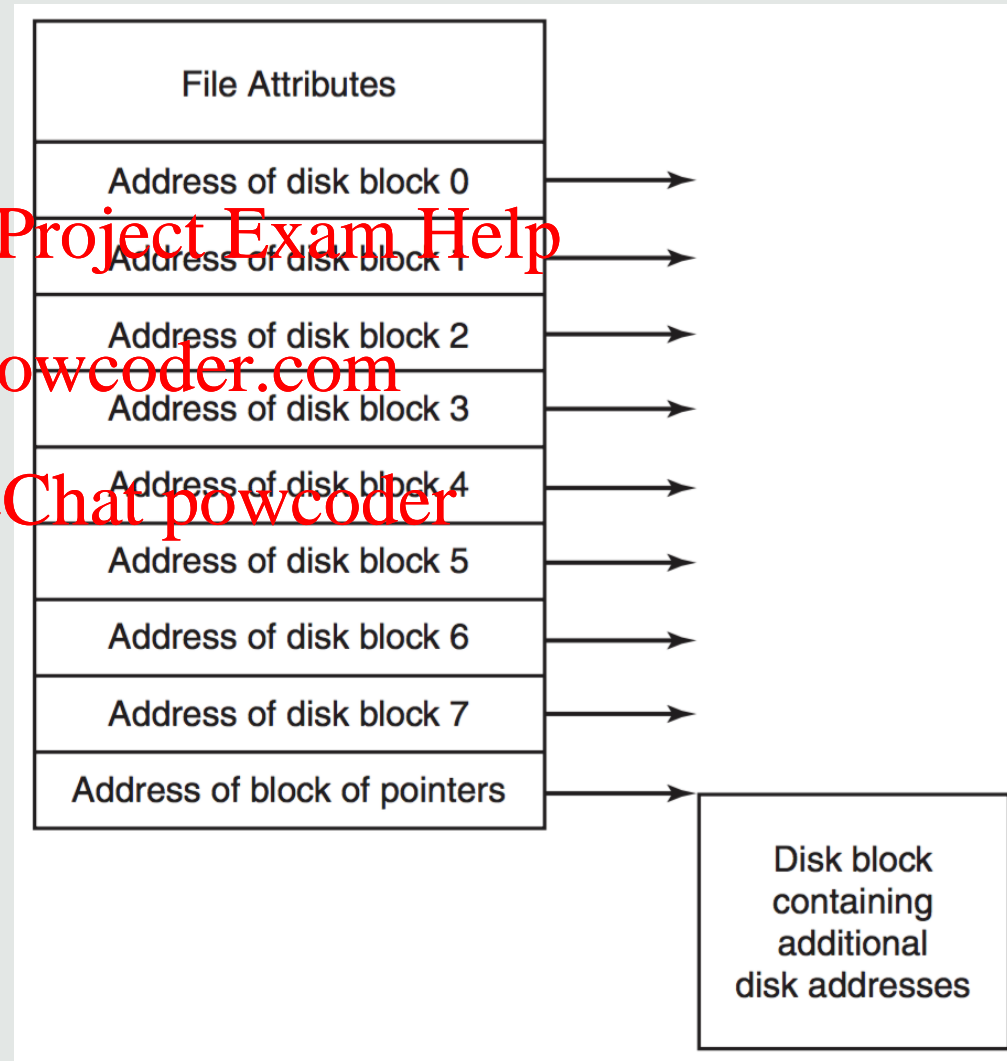 File Attributes
Address of disk block 0
Project Exam Help
Address of disk block 1
Address of disk block 2
powcoder.com
Address of disk block 3
Address of disk block 4
Chat powcoder
Address of disk block 5
Address of disk block 6
Address of disk block 7
Address of block of pointers
Disk block
containing
additional
disk addresses